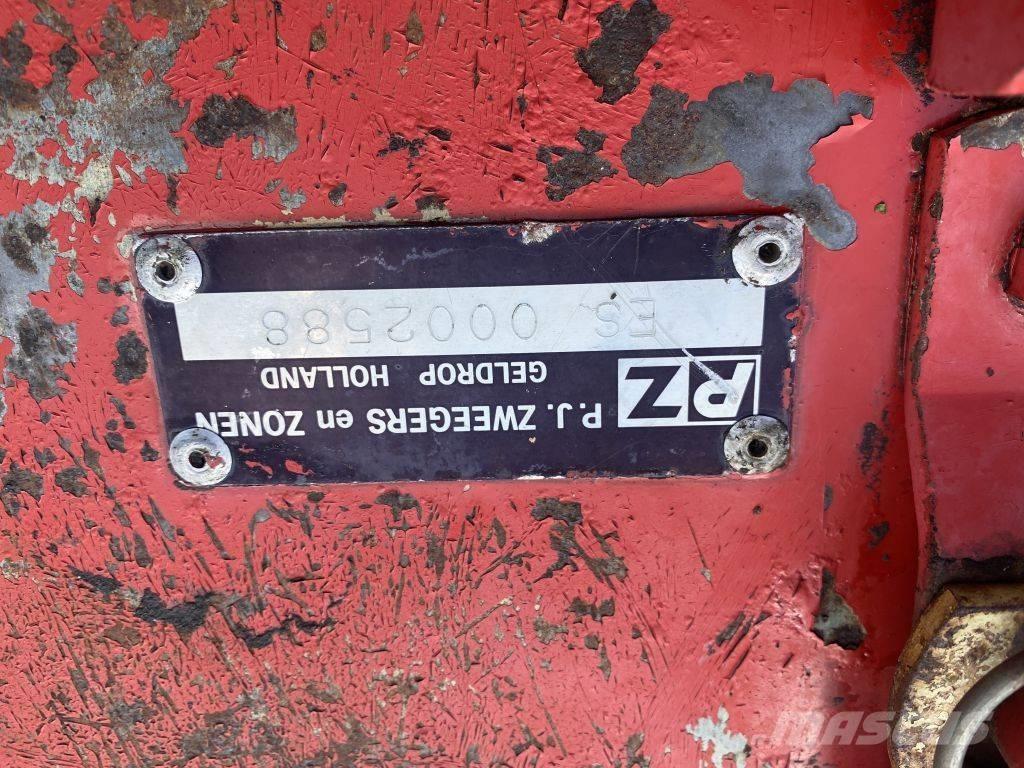 PZ
P.J. ZWEEGERS en ZONEN
GELDROP HOLLAND
ES. 0002588
MASCUS